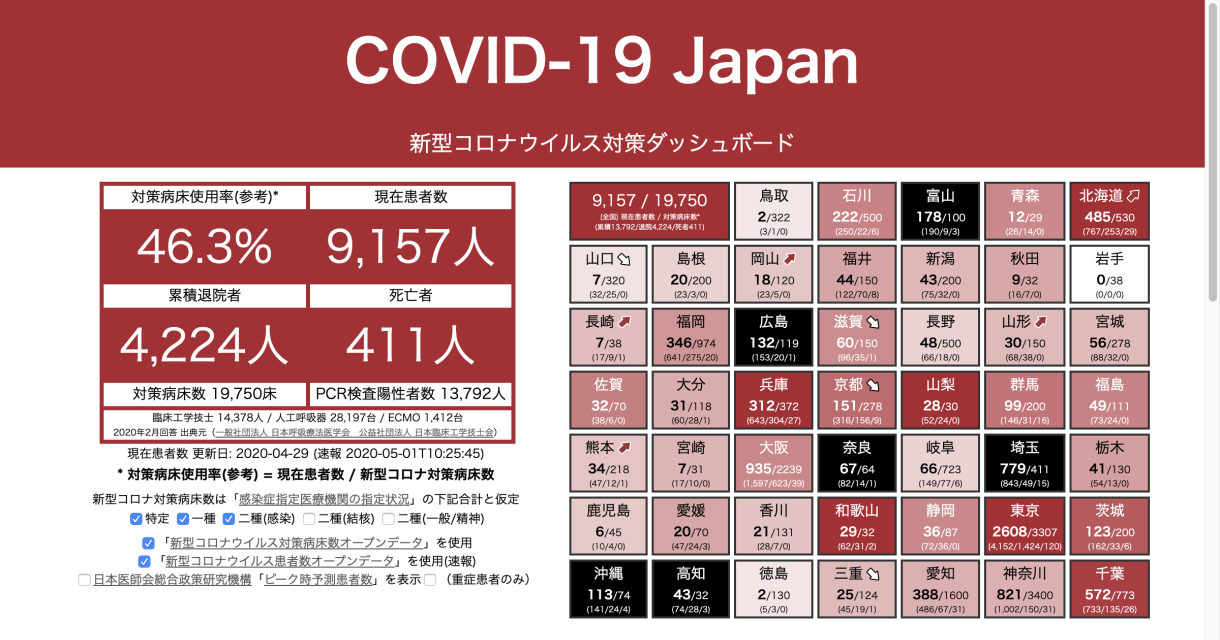 COVID-19 Japan
新型コロナウイルス対策ダッシュボード
対策病床使用率(参考)* 現在患者数
46.3% 9,157人
累積退院者 死亡者
4,224人 411人
対策病床数 19,750床 PCR検査陽性者数 13,792人
臨床工学技士 14,378人 / 人工呼吸器 28,197台 / ECMO 1,412台
2020年2月回答 出典元（一般社団法人 日本呼吸療法医学会　公益社団法人 日本臨床工学技士会）
現在患者数 更新日: 2020-04-29 (速報 2020-05-01T10:25:45)
* 対策病床使用率(参考) = 現在患者数 / 新型コロナ対策病床数
新型コロナ対策病床数は「感染症指定医療機関の指定状況」の下記合計と仮定
特定 一種 二種(感染) 二種(結核) 二種(一般/精神)
「新型コロナウイルス対策病床数オープンデータ」を使用
「新型コロナウイルス患者数オープンデータ」を使用(速報)
日本医師会総合政策研究機構「ピーク時予測患者数」を表示 （重症患者のみ）
9,157 / 19,750
(全国) 現在患者数 / 対策病床数*
(累積13,792/退院4,224/死者411)
鳥取 石川 富山 青森 北海道
2/322 222/500 178/100 12/29 485/530
(3/1/0) (250/22/6) (190/9/3) (26/14/0) (767/253/29)
山口 島根 岡山 福井 新潟 秋田 岩手
7/320 20/200 18/120 44/150 43/200 9/32 0/38
(32/25/0) (23/3/0) (23/5/0) (122/70/8) (75/32/0) (16/7/0) (0/0/0)
長崎 福岡 広島 滋賀 長野 山形 宮城
7/38 346/974 132/119 60/150 48/500 30/150 56/278
(17/9/1) (641/275/20) (153/20/1) (96/35/1) (66/18/0) (68/38/0) (88/32/0)
佐賀 大分 兵庫 京都 山梨 群馬 福島
32/70 31/118 312/372 151/278 28/30 99/200 49/111
(38/6/0) (60/28/1) (643/304/27) (316/156/9) (52/24/0) (146/31/16) (73/24/0)
熊本 宮崎 大阪 奈良 岐阜 埼玉 栃木
34/218 7/31 935/2239 67/64 66/723 779/411 41/130
(47/12/1) (17/10/0) (1,597/623/39) (82/14/1) (149/77/6) (843/49/15) (54/13/0)
鹿児島 愛媛 香川 和歌山 静岡 東京 茨城
6/45 20/70 21/131 29/32 36/87 2608/3307 123/200
(10/4/0) (47/24/3) (28/7/0) (62/31/2) (72/36/0) (4,152/1,424/120) (162/33/6)
沖縄 高知 徳島 三重 愛知 神奈川 千葉
113/74 43/32 2/130 25/124 388/1600 821/3400 572/773
(141/24/4) (74/28/3) (5/3/0) (45/19/1) (486/67/31) (1,002/150/31) (733/135/26)